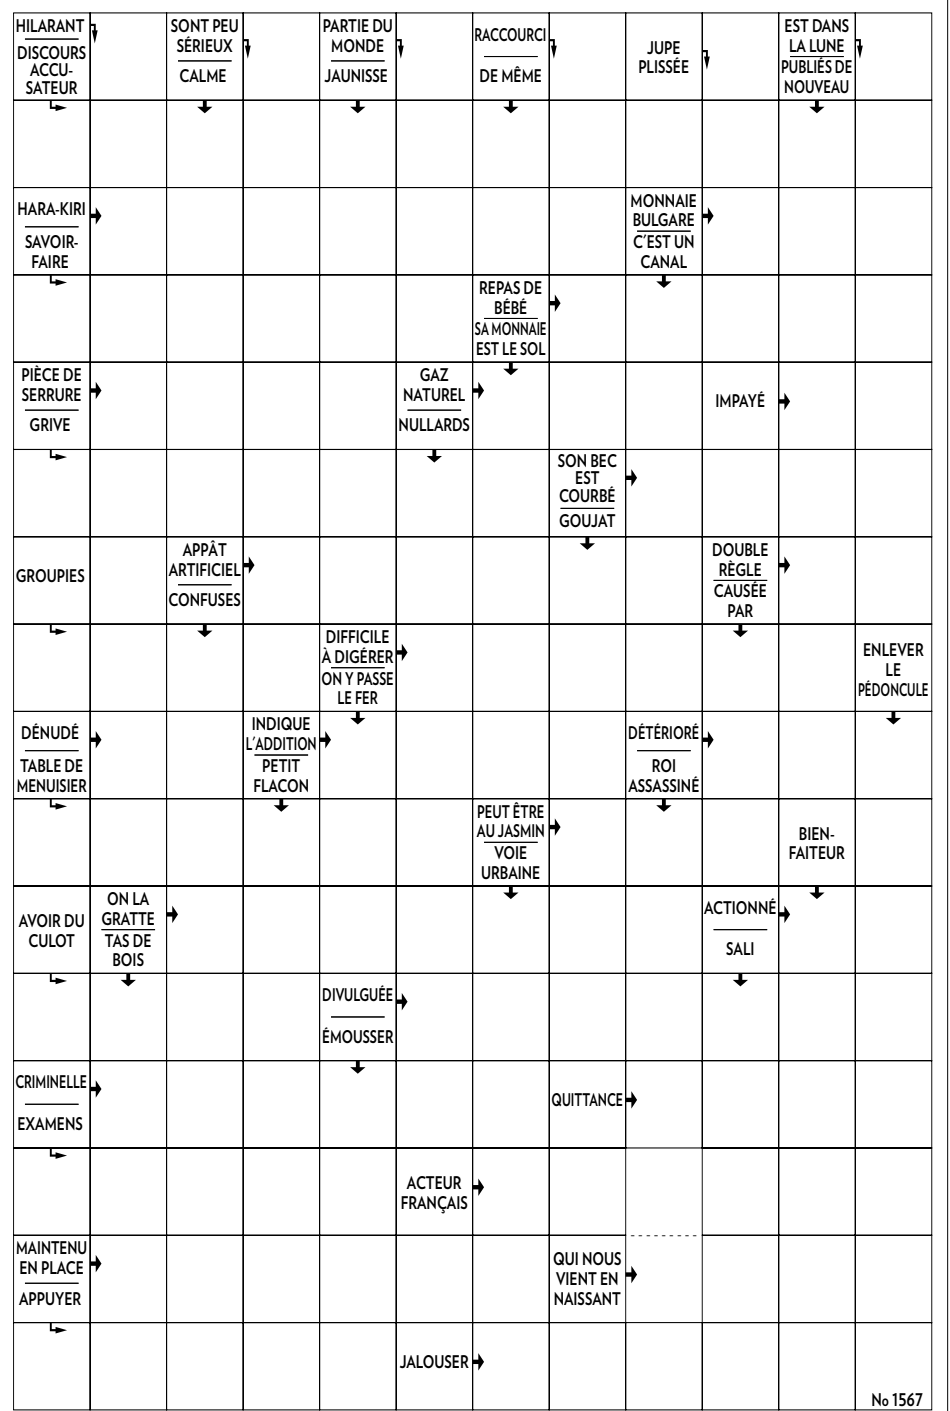 HILARANT
DISCOURS
ACCU-
SATEUR
SONT PEU
SÉRIEUX
CALME
PARTIE DU
MONDE
JAUNISSE
RACCOURCI
DE MÊME
JUPE
PLISSÉE
EST DANS
LA LUNE
PUBLIÉS DE
NOUVEAU
HARA-KIRI
SAVOIR-
FAIRE
MONNAIE
BULGARE
C'EST UN
CANAL
REPAS DE
BÉBÉ
SA MONNAIE
EST LE SOL
PIÈCE DE
SERRURE
GRIVE
GAZ
NATUREL
NULLARDS
IMPAYÉ
SON BEC
EST
COURBÉ
GOUJAT
GROUPIES
APPÂT
ARTIFICIEL
CONFUSES
DOUBLE
RÈGLE
CAUSÉE
PAR
DIFFICILE
À DIGÉRER
ON Y PASSE
LE FER
ENLEVER
LE
PÉDONCULE
DÉNUDÉ
TABLE DE
MENUISIER
INDIQUE
L'ADDITION
PETIT
FLACON
DÉTÉRIORÉ
ROI
ASSASSINÉ
PEUT ÊTRE
AU JASMIN
VOIE
URBAINE
BIEN-
FAITEUR
AVOIR DU
CULOT
ON LA
GRATTE
TAS DE
BOIS
ACTIONNÉ
SALI
DIVULGUÉE
ÉMOUSSER
CRIMINELLE
EXAMENS
QUITTANCE
ACTEUR
FRANÇAIS
MAINTENU
EN PLACE
APPUYER
QUI NOUS
VIENT EN
NAISSANT
JALOUSER
No 1567